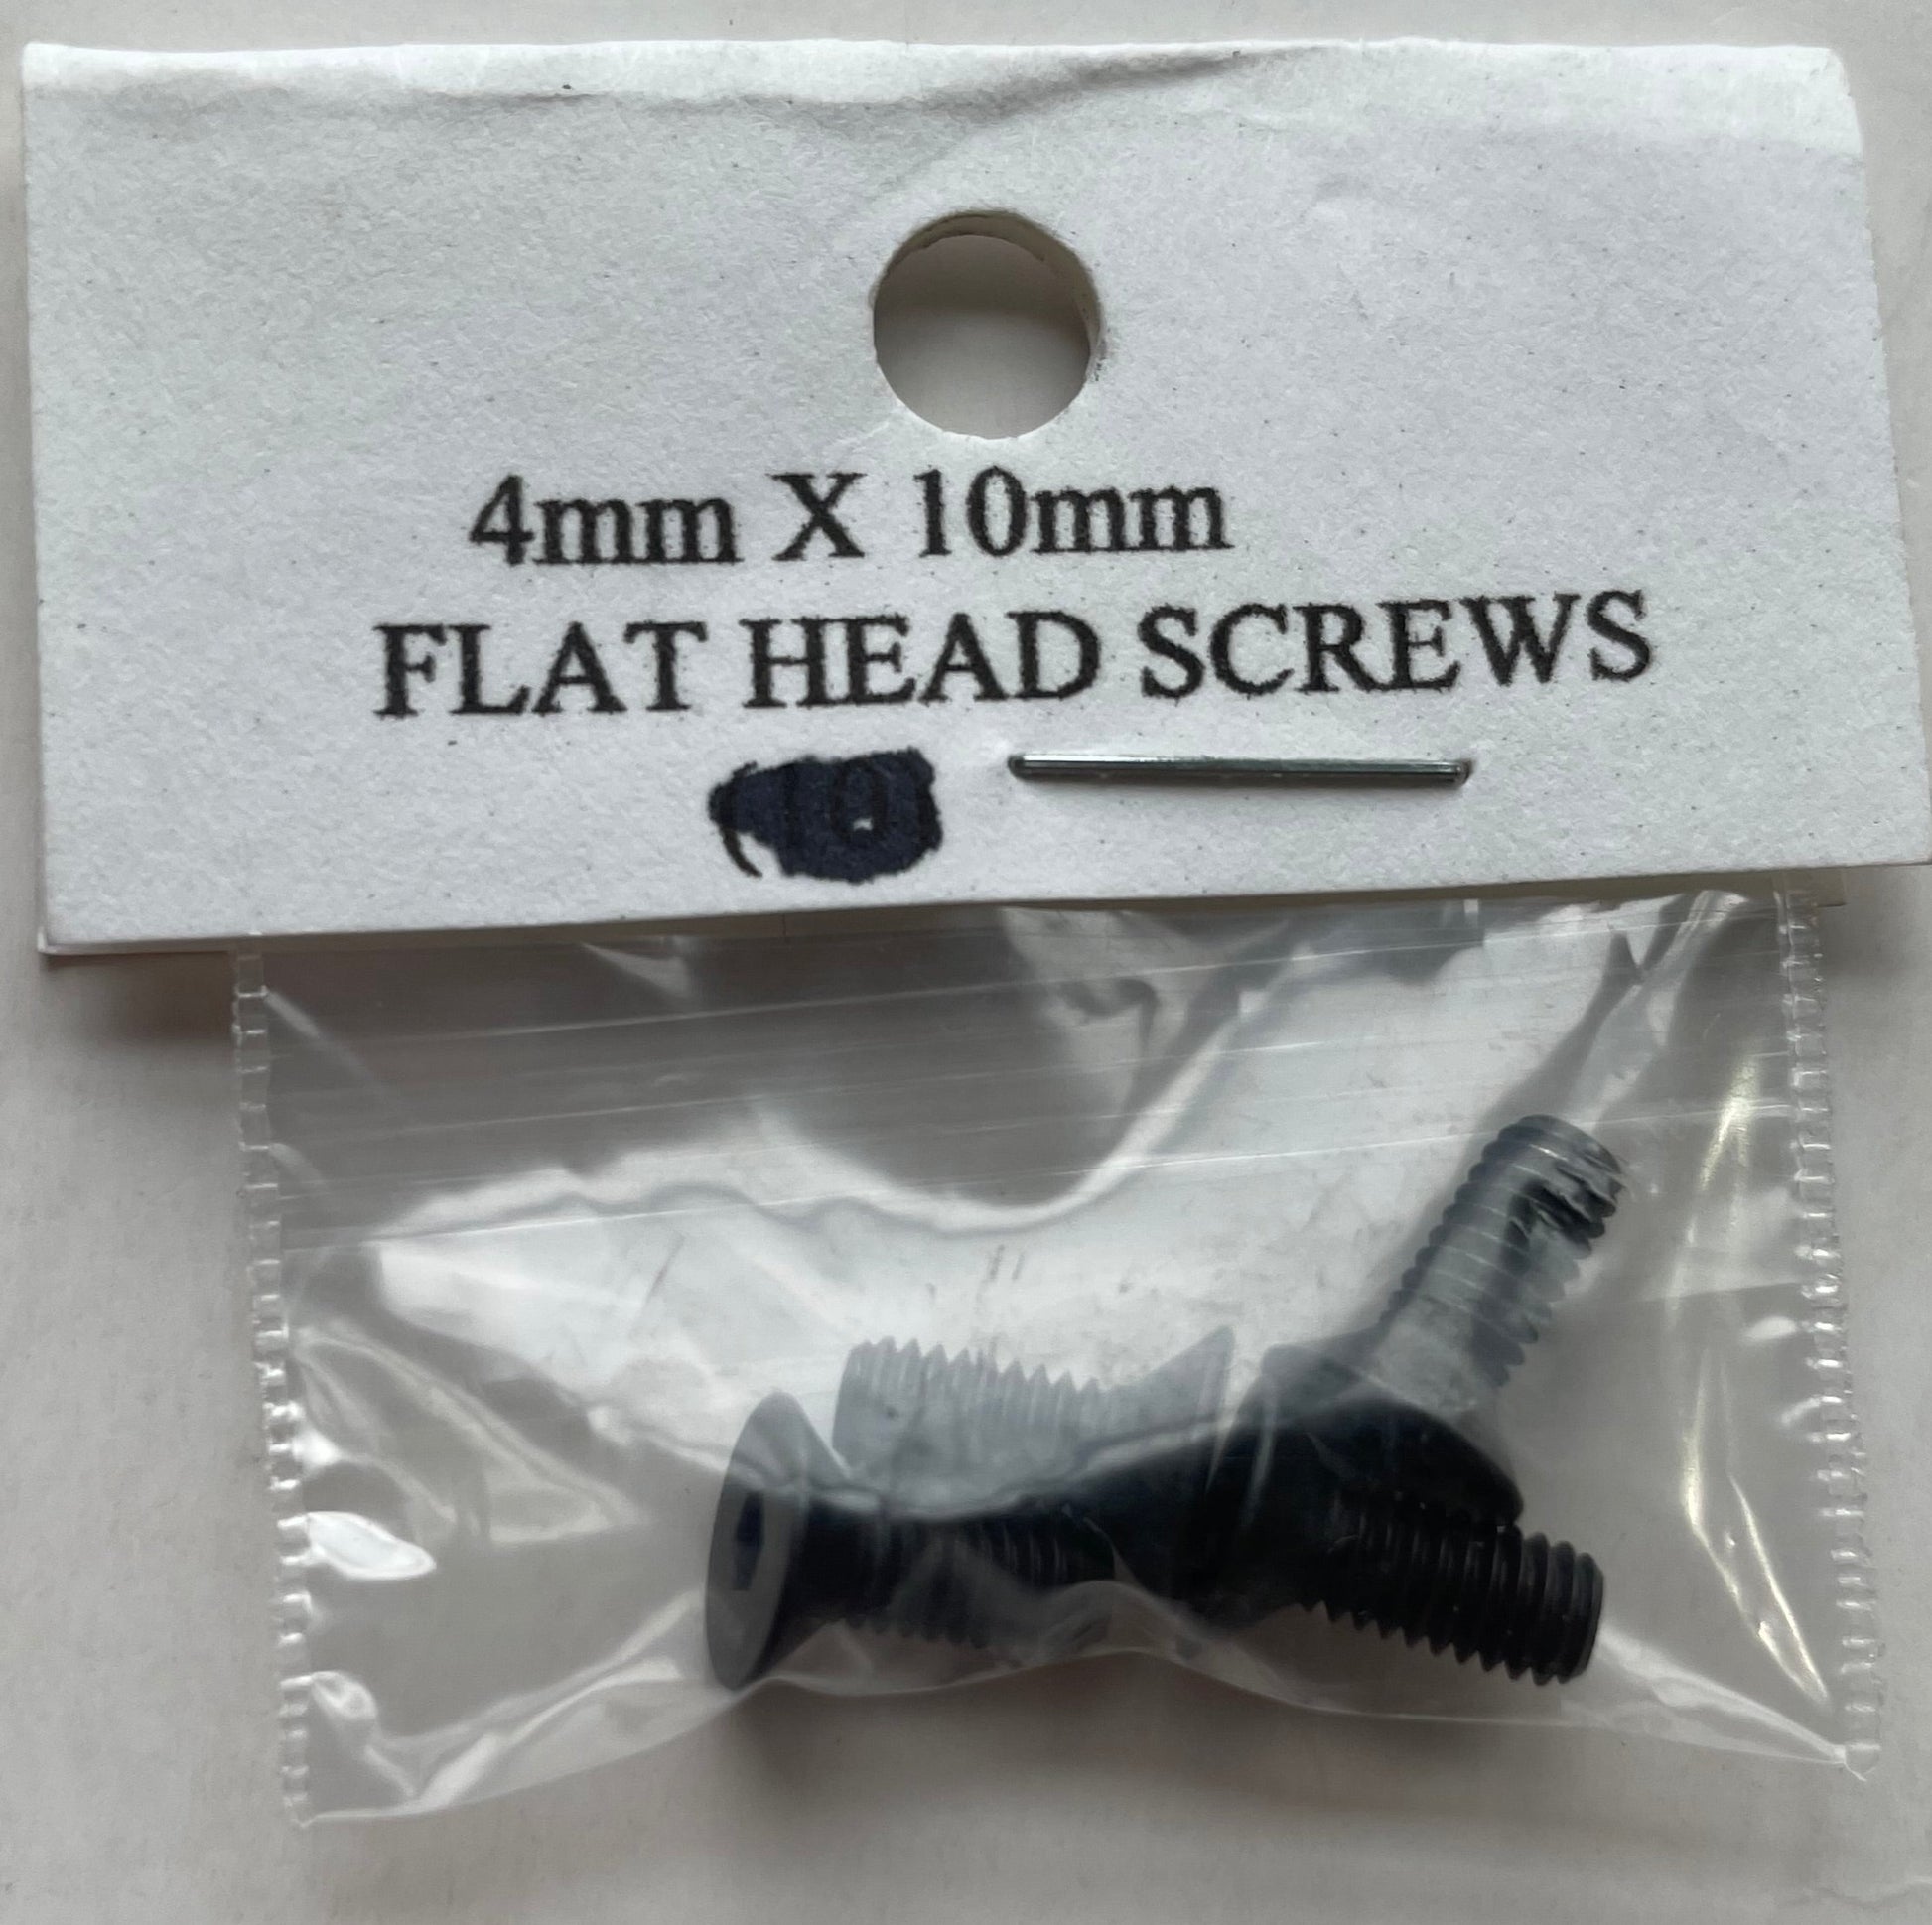 4mm X 10mm
FLAT HEAD SCREWS